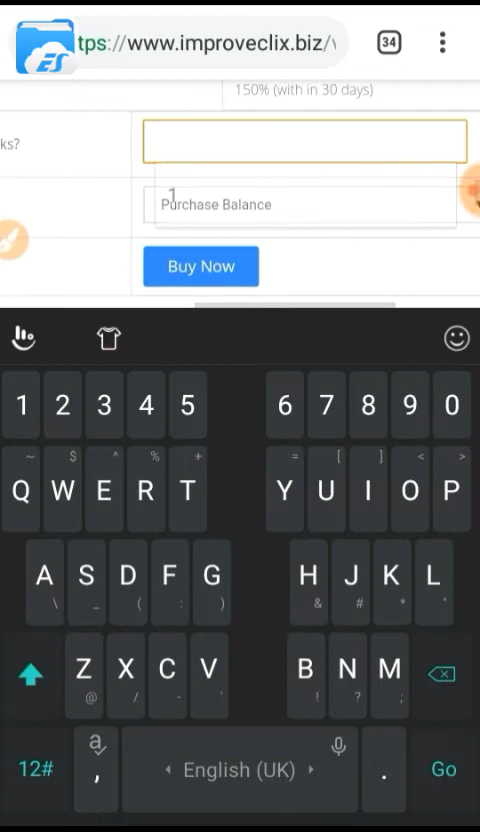 ES
tps://www.improveclix.biz/
34
150% (with in 30 days)
ks?
1
Purchase Balance
Buy Now
1 2 3 4 5 6 7 8 9 0
~ $ ^ % + = [ ] < >
Q W E R T Y U I O P
A S D F G H J K L
\ _ ( : ) & # * "
Z X C V B N M
@ / - ' ! ? ;
12# a , English (UK) . Go